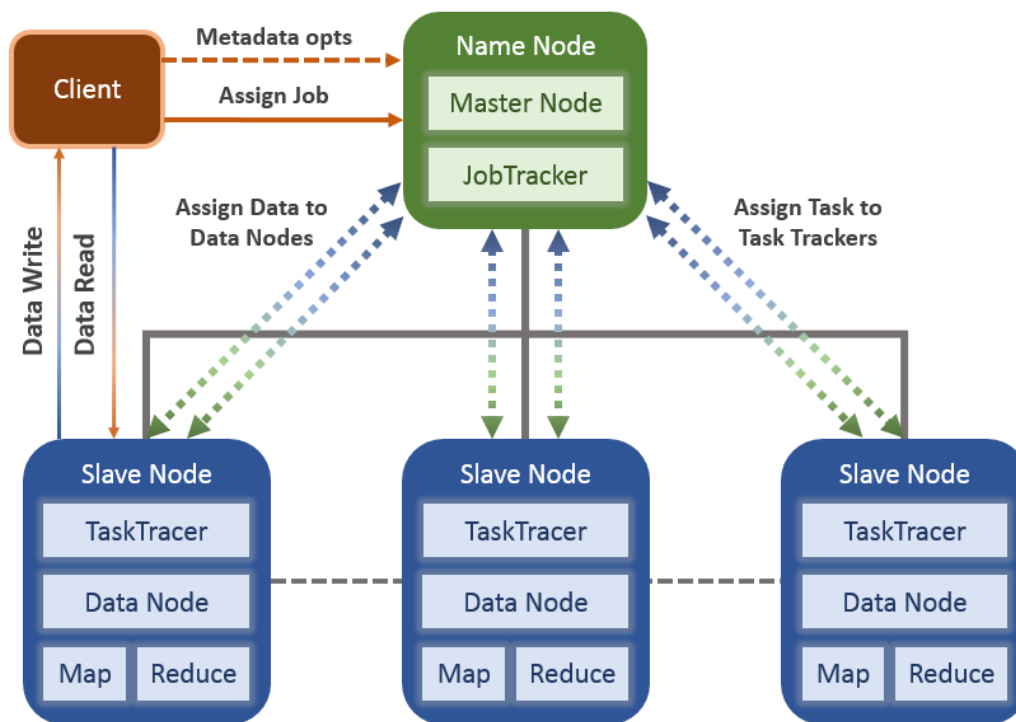 Metadata opts
Name Node
Client
Assign Job
Master Node
JobTracker
Assign Data to
Data Nodes
Assign Task to
Task Trackers
Data Write
Data Read
Slave Node
TaskTracer
Data Node
Map
Reduce
Slave Node
TaskTracer
Data Node
Map
Reduce
Slave Node
TaskTracer
Data Node
Map
Reduce